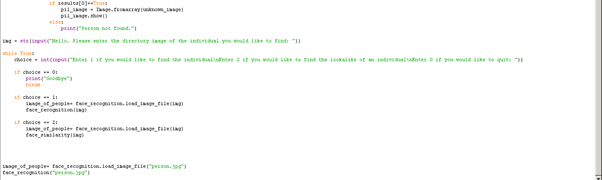 if results[0]==True:
pil_image = Image.fromarray(unknown_image)
pil_image.show()
else:
print("Person not found.")
img = str(input("Hello. Please enter the directory image of the individual you would like to find: "))
while True:
choice = int(input("Enter 1 if you would like to find the individual\nEnter 2 if you would like to find the lookalike of an individual\nEnter 0 if you would like to quit: "))
if choice == 0:
print("Goodbye")
break
if choice == 1:
image_of_people= face_recognition.load_image_file(img)
face_recognition(img)
if choice == 2:
image_of_people= face_recognition.load_image_file(img)
face_similarity(img)
image_of_people= face_recognition.load_image_file("person.jpg")
face_recognition("person.jpg")